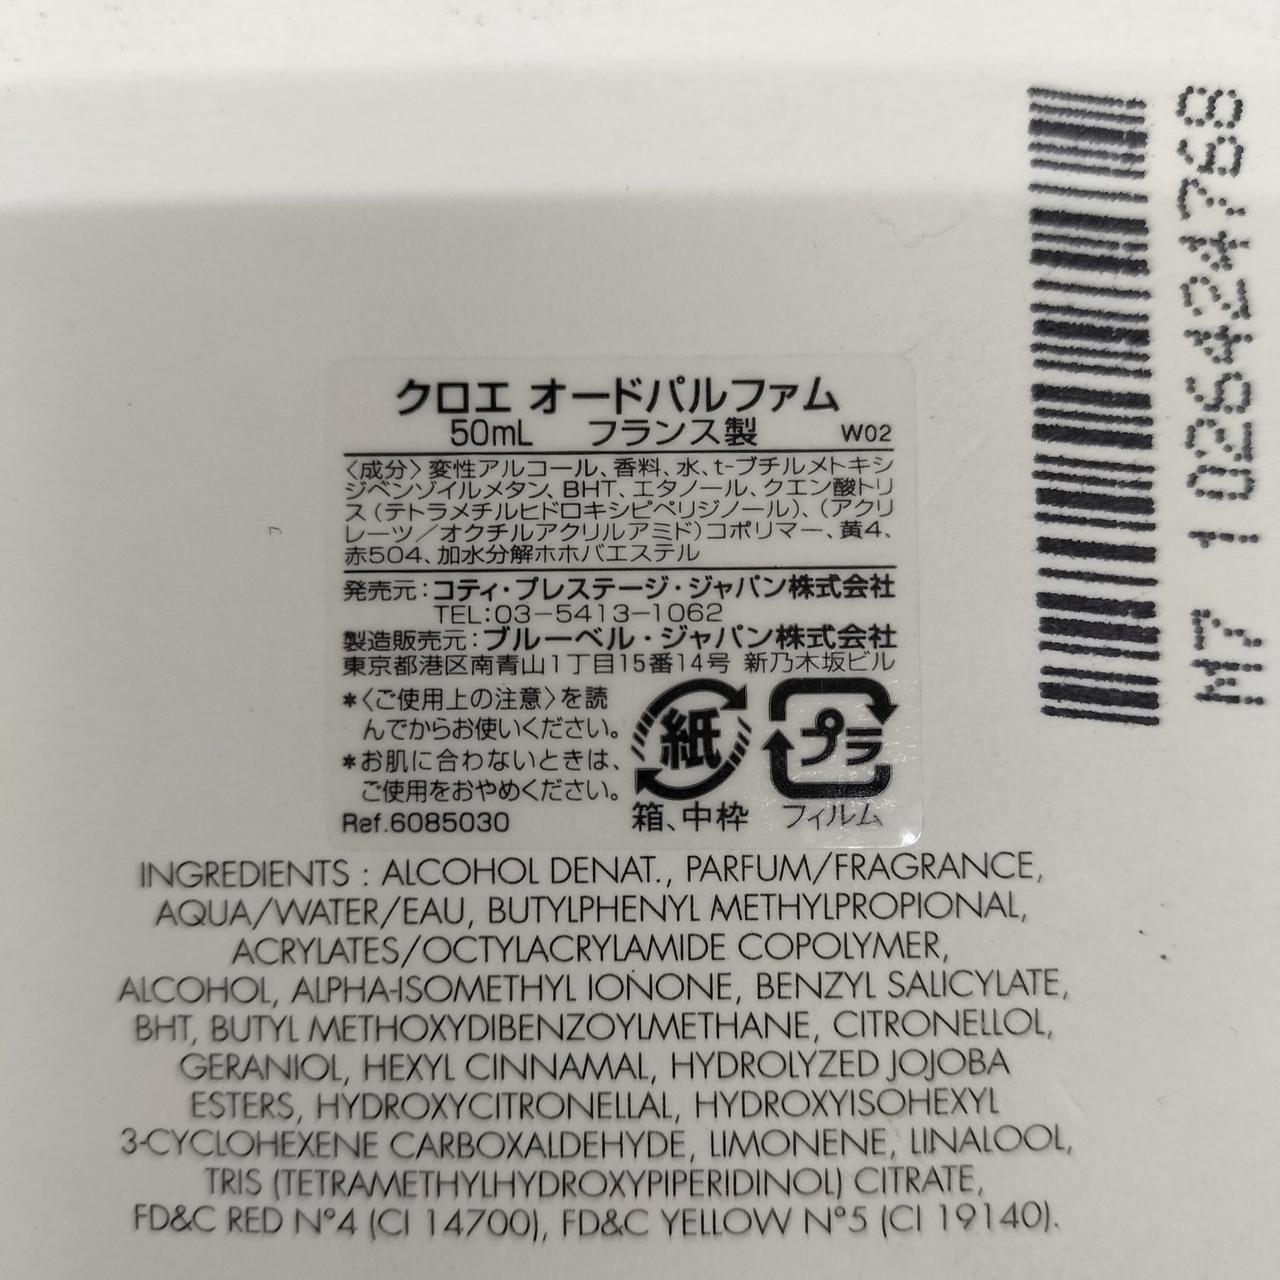 クロエ オードパルファム
50mL フランス製 W02
〈成分〉変性アルコール、香料、水、t-ブチルメトキシ
ジベンゾイルメタン、BHT、エタノール、クエン酸トリ
ス(テトラメチルヒドロキシピペリジノール)、(アクリ
レーツ/オクチルアクリルアミド)コポリマー、黄4、
赤504、加水分解ホホバエステル
発売元:コティ・プレステージ・ジャパン株式会社
TEL:03-5413-1062
製造販売元:ブルーベル・ジャパン株式会社
東京都港区南青山1丁目15番14号 新乃木坂ビル
*〈ご使用上の注意〉を読
んでからお使いください。
*お肌に合わないときは、
ご使用をおやめください。
Ref.6085030
紙
箱、中枠
プラ
フィルム
INGREDIENTS : ALCOHOL DENAT., PARFUM/FRAGRANCE,
AQUA/WATER/EAU, BUTYLPHENYL METHYLPROPIONAL,
ACRYLATES/OCTYLACRYLAMIDE COPOLYMER,
ALCOHOL, ALPHA-ISOMETHYL IONONE, BENZYL SALICYLATE,
BHT, BUTYL METHOXYDIBENZOYLMETHANE, CITRONELLOL,
GERANIOL, HEXYL CINNAMAL, HYDROLYZED JOJOBA
ESTERS, HYDROXYCITRONELLAL, HYDROXYISOHEXYL
3-CYCLOHEXENE CARBOXALDEHYDE, LIMONENE, LINALOOL,
TRIS (TETRAMETHYLHYDROXYPIPERIDINOL) CITRATE,
FD&C RED N°4 (CI 14700), FD&C YELLOW N°5 (CI 19140).
M7 1026424768